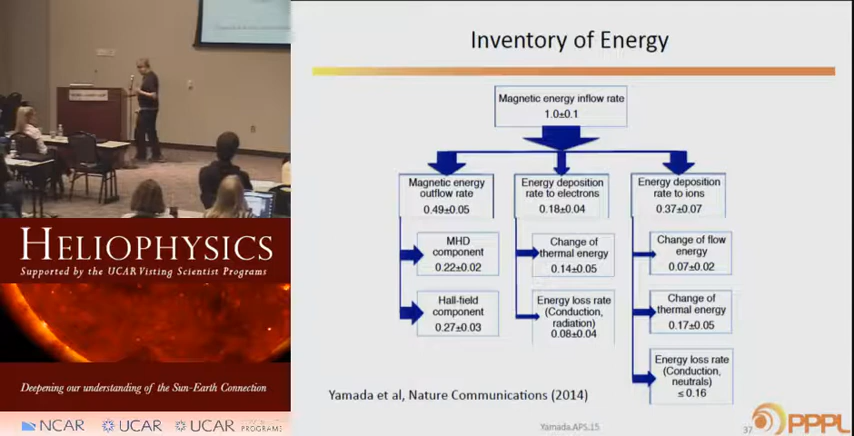 Inventory of Energy
Magnetic energy inflow rate
1.0±0.1
Magnetic energy
outflow rate
0.49±0.05
Energy deposition
rate to electrons
0.18±0.04
Energy deposition
rate to ions
0.37±0.07
MHD
component
0.22±0.02
Change of
thermal energy
0.14±0.05
Change of flow
energy
0.07±0.02
Hall-field
component
0.27±0.03
Energy loss rate
(Conduction,
radiation)
0.08±0.04
Change of
thermal energy
0.17±0.05
Energy loss rate
(Conduction,
neutrals)
≤ 0.16
Yamada et al, Nature Communications (2014)
Yamada.APS.15
37
PPPL
HELIOPHYSICS
Supported by the UCAR Visting Scientist Programs
Deepening our understanding of the Sun-Earth Connection
NCAR
UCAR
UCAR
PROGRAMS